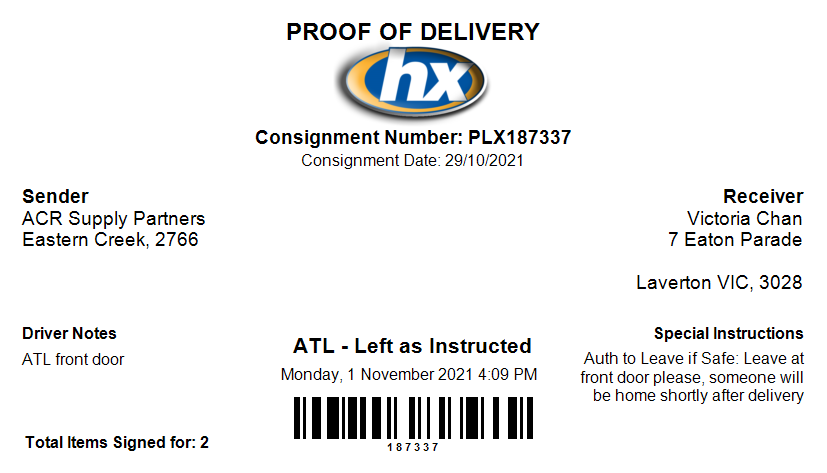 PROOF OF DELIVERY
hx
Consignment Number: PLX187337
Consignment Date: 29/10/2021
Sender
ACR Supply Partners
Eastern Creek, 2766
Receiver
Victoria Chan
7 Eaton Parade
Laverton VIC, 3028
Driver Notes
ATL front door
ATL - Left as Instructed
Monday, 1 November 2021 4:09 PM
187337
Special Instructions
Auth to Leave if Safe: Leave at
front door please, someone will
be home shortly after delivery
Total Items Signed for: 2